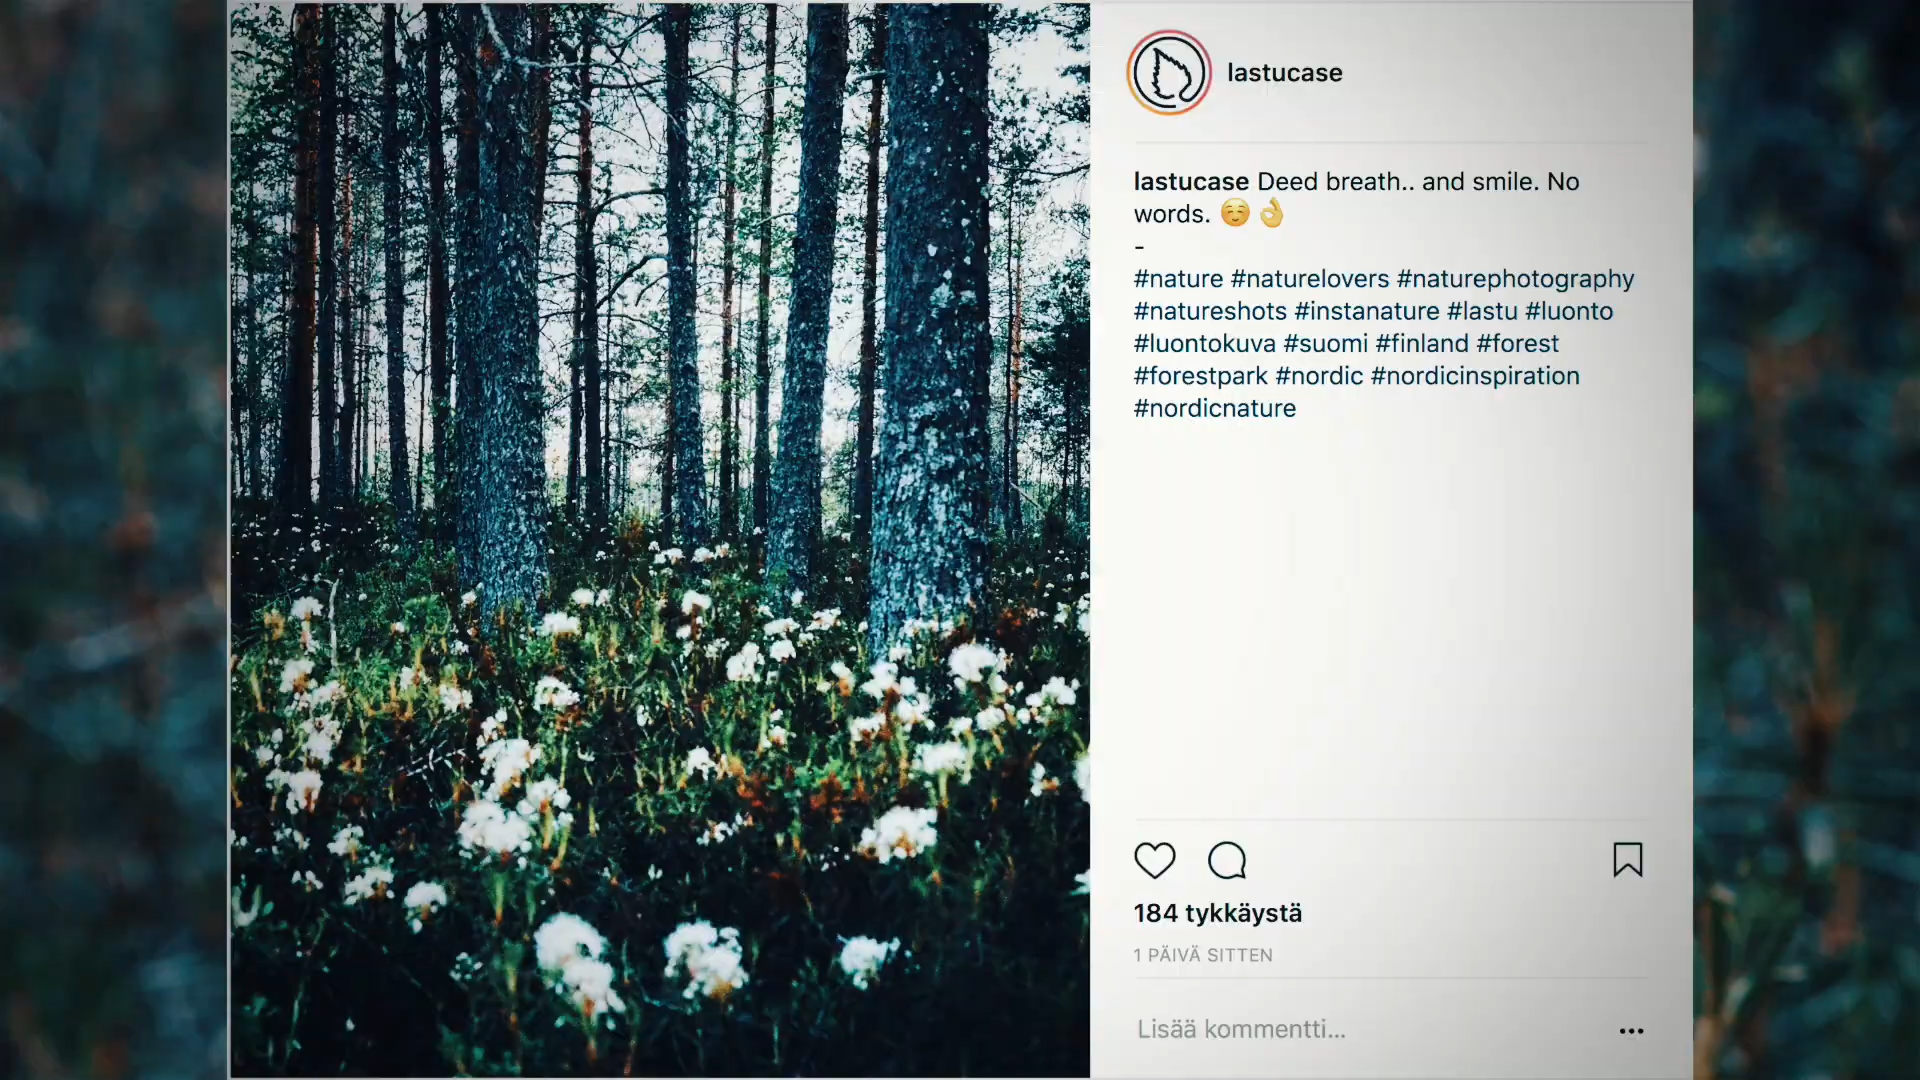 lastucase
lastucase Deed breath.. and smile. No
words. ☺️👌
-
#nature #naturelovers #naturephotography
#natureshots #instanature #lastu #luonto
#luontokuva #suomi #finland #forest
#forestpark #nordic #nordicinspiration
#nordicnature
184 tykkäystä
1 PÄIVÄ SITTEN
Lisää kommentti...